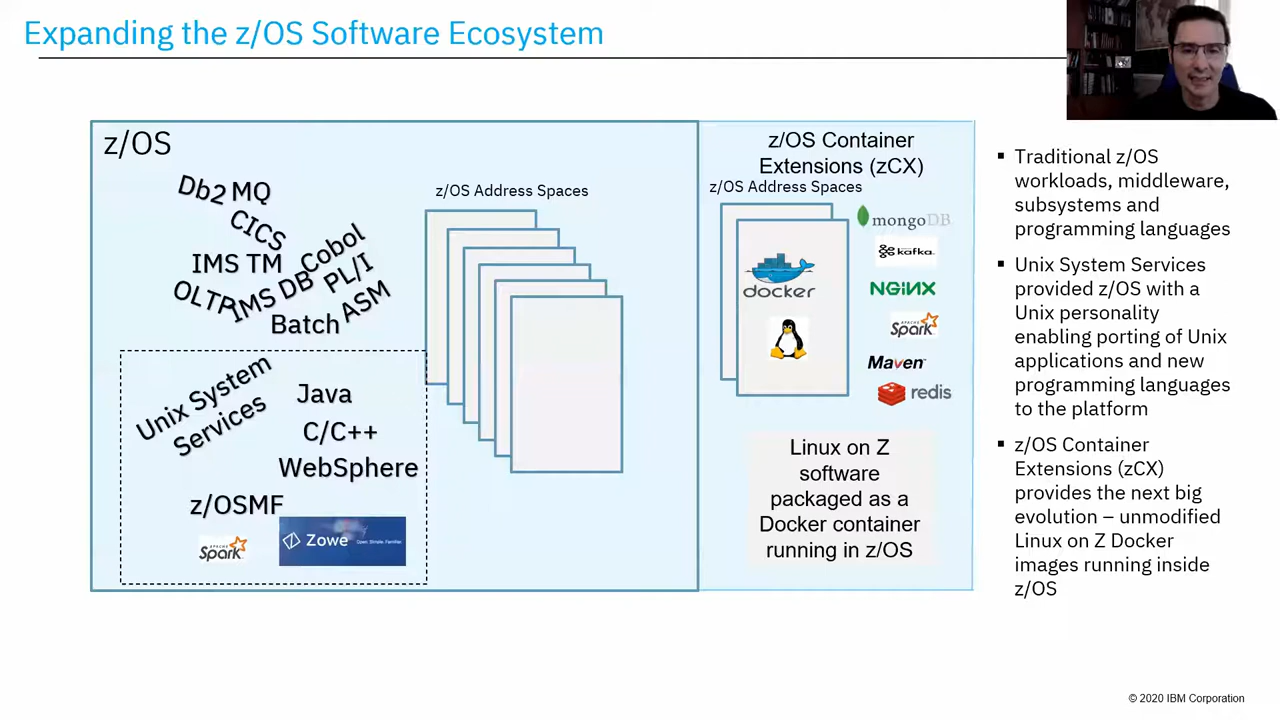 Expanding the z/OS Software Ecosystem
z/OS
Db2 MQ
CICS
IMS TM
Cobol
OLTP
IMS DB
PL/I
ASM
Batch
z/OS Address Spaces
Unix System
Services
Java
C/C++
WebSphere
z/OSMF
APACHE
Spark
Zowe
Open. Simple. Familiar.
z/OS Container
Extensions (zCX)
z/OS Address Spaces
docker
mongoDB
kafka
NGINX
APACHE
Spark
Maven
redis
Linux on Z
software
packaged as a
Docker container
running in z/OS
▪ Traditional z/OS
workloads, middleware,
subsystems and
programming languages
▪ Unix System Services
provided z/OS with a
Unix personality
enabling porting of Unix
applications and new
programming languages
to the platform
▪ z/OS Container
Extensions (zCX)
provides the next big
evolution – unmodified
Linux on Z Docker
images running inside
z/OS
© 2020 IBM Corporation